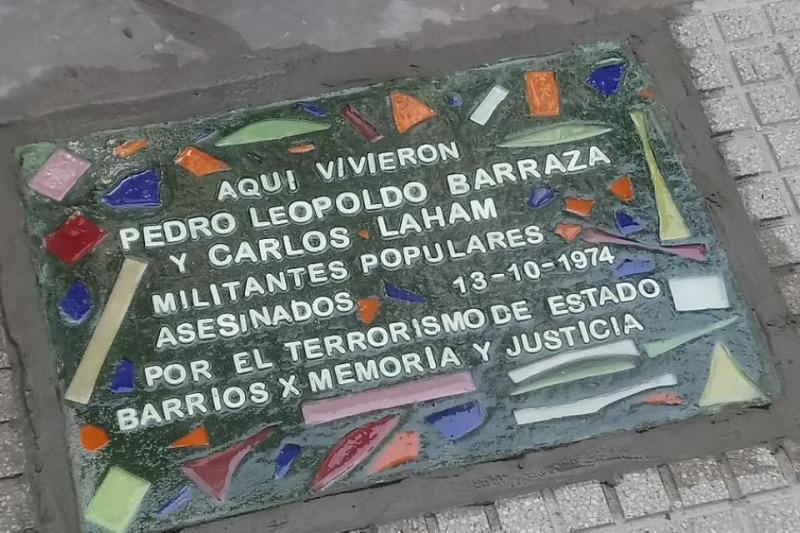 AQUI VIVIERON
PEDRO LEOPOLDO BARRAZA
Y CARLOS LAHAM
MILITANTES POPULARES
ASESINADOS 13-10-1974
POR EL TERRORISMO DE ESTADO
BARRIOS X MEMORIA Y JUSTICIA